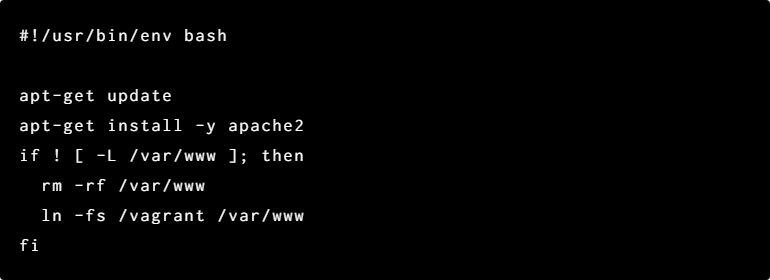 #!/usr/bin/env bash

apt-get update
apt-get install -y apache2
if ! [ -L /var/www ]; then
  rm -rf /var/www
  ln -fs /vagrant /var/www
fi